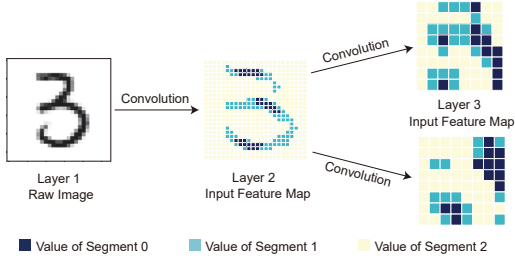 Convolution
Layer 1
Raw Image
Convolution
Layer 2
Input Feature Map
Layer 3
Input Feature Map
Convolution
Value of Segment 0
Value of Segment 1
Value of Segment 2